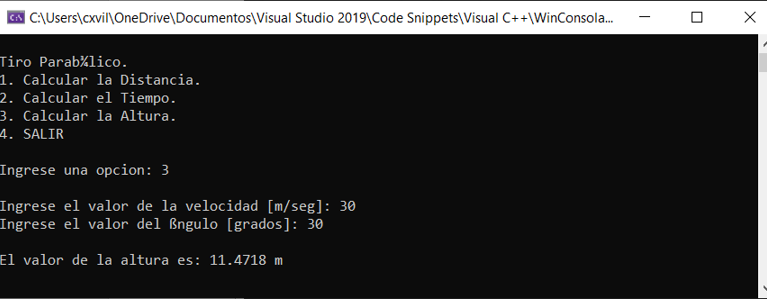 C:\Users\cxvil\OneDrive\Documentos\Visual Studio 2019\Code Snippets\Visual C++\WinConsola...
Tiro Parab¾lico.
1. Calcular la Distancia.
2. Calcular el Tiempo.
3. Calcular la Altura.
4. SALIR
Ingrese una opcion: 3
Ingrese el valor de la velocidad [m/seg]: 30
Ingrese el valor del ßngulo [grados]: 30
El valor de la altura es: 11.4718 m